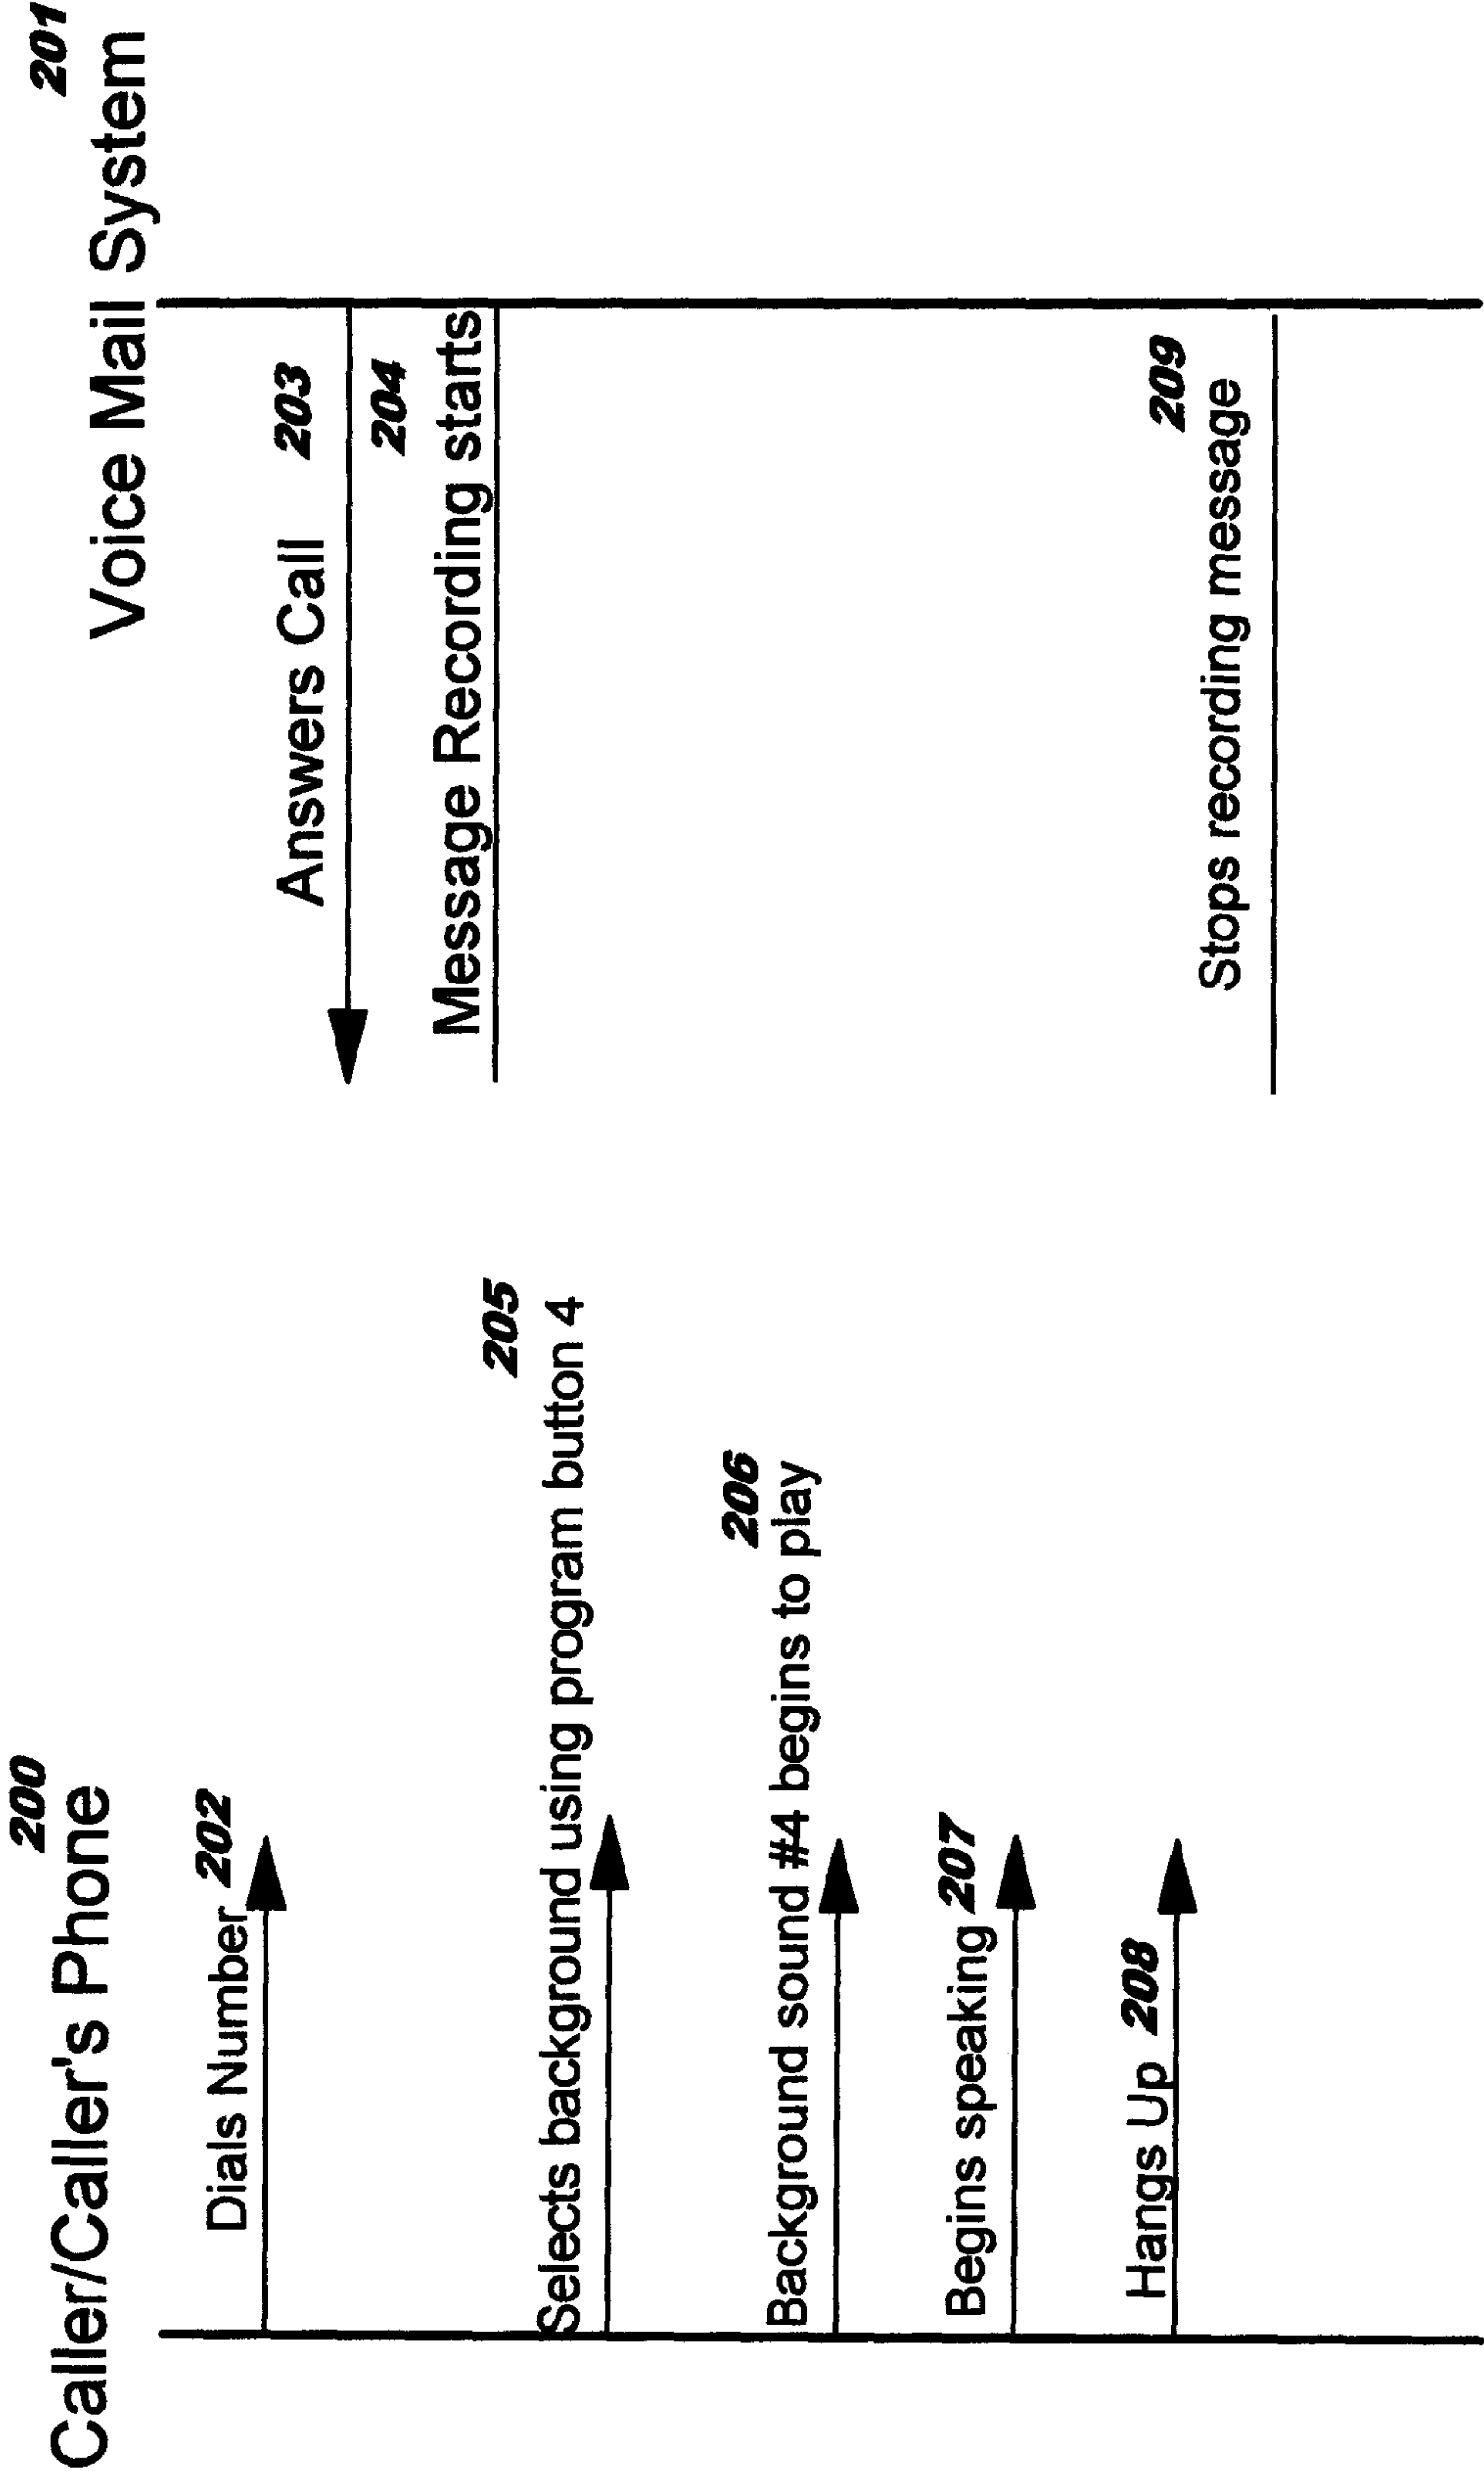 200
Caller/Caller's Phone
201
Voice Mail System
Dials Number 202
Answers Call 203
204
Message Recording starts
205
Selects background using program button 4
206
Background sound #4 begins to play
Begins speaking 207
Hangs Up 208
209
Stops recording message